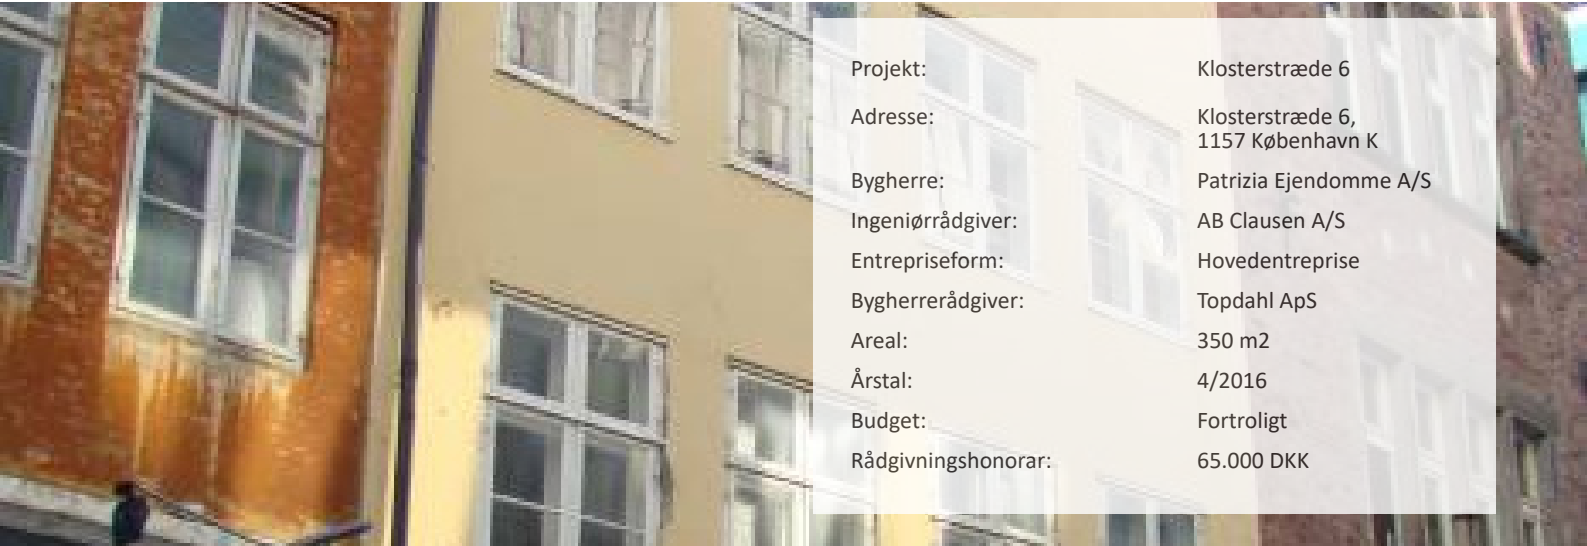 Projekt: Klosterstræde 6
Adresse: Klosterstræde 6,
1157 København K
Bygherre: Patrizia Ejendomme A/S
Ingeniørrådgiver: AB Clausen A/S
Entrepriseform: Hovedentreprise
Bygherrerådgiver: Topdahl ApS
Areal: 350 m2
Årstal: 4/2016
Budget: Fortroligt
Rådgivningshonorar: 65.000 DKK